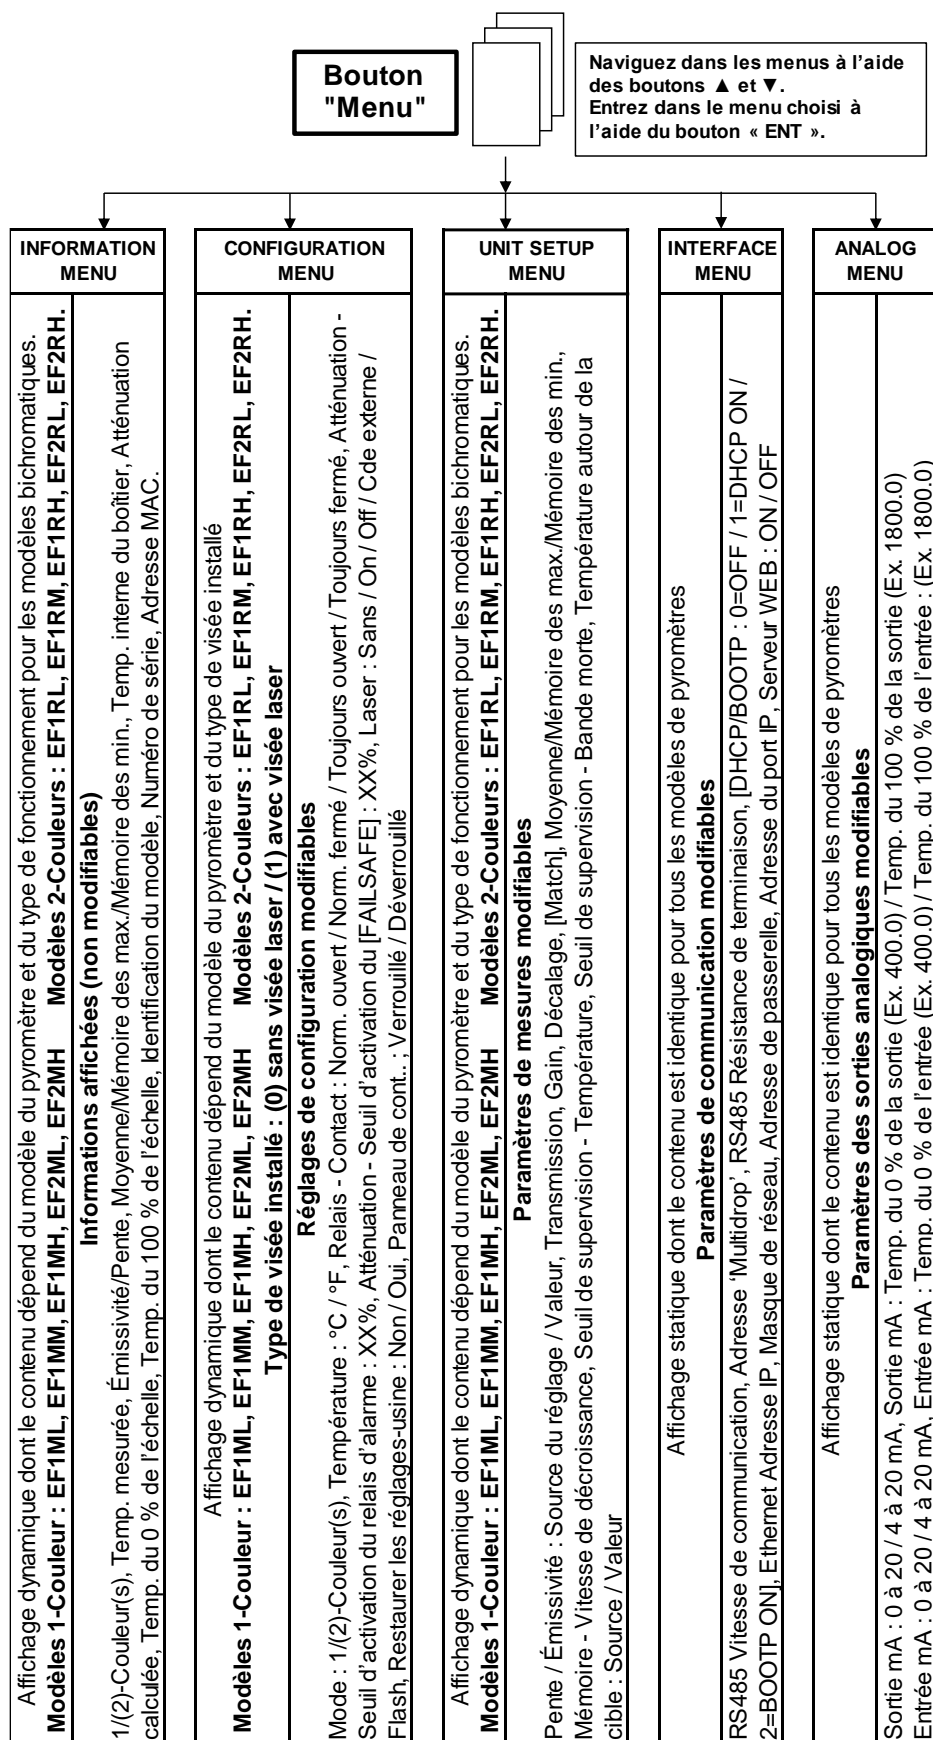 Bouton
"Menu"
Naviguez dans les menus à l'aide
des boutons ▲ et ▼.
Entrez dans le menu choisi à
l'aide du bouton « ENT ».
INFORMATION
MENU
Affichage dynamique dont le contenu dépend du modèle du pyromètre et du type de fonctionnement pour les modèles bichromatiques.
Modèles 1-Couleur : EF1ML, EF1MM, EF1MH, EF2ML, EF2MH Modèles 2-Couleurs : EF1RL, EF1RM, EF1RH, EF2RL, EF2RH.
Informations affichées (non modifiables)
1/(2)-Couleur(s), Temp. mesurée, Émissivité/Pente, Moyenne/Mémoire des max./Mémoire des min., Temp. interne du boîtier, Atténuation
calculée, Temp. du 0 % de l'échelle, Temp. du 100 % de l'échelle, Identification du modèle, Numéro de série, Adresse MAC.
CONFIGURATION
MENU
Affichage dynamique dont le contenu dépend du modèle du pyromètre et du type de visée installé
Modèles 1-Couleur : EF1ML, EF1MM, EF1MH, EF2ML, EF2MH Modèles 2-Couleurs : EF1RL, EF1RM, EF1RH, EF2RL, EF2RH.
Type de visée installé : (0) sans visée laser / (1) avec visée laser
Réglages de configuration modifiables
Mode : 1/(2)-Couleur(s), Température : °C / °F, Relais - Contact : Norm. ouvert / Norm. fermé / Toujours ouvert / Toujours fermé, Atténuation -
Seuil d'activation du relais d'alarme : XX%, Atténuation - Seuil d'activation du [FAILSAFE] : XX%, Laser : Sans / On / Off / Cde externe /
Flash, Restaurer les réglages-usine : Non / Oui, Panneau de cont.. ; Verrouillé / Déverrouillé
UNIT SETUP
MENU
Affichage dynamique dont le contenu dépend du modèle du pyromètre et du type de fonctionnement pour les modèles bichromatiques.
Modèles 1-Couleur : EF1ML, EF1MM, EF1MH, EF2ML, EF2MH Modèles 2-Couleurs : EF1RL, EF1RM, EF1RH, EF2RL, EF2RH.
Paramètres de mesures modifiables
Pente / Émissivité : Source du réglage / Valeur, Transmission, Gain, Décalage, [Match], Moyenne/Mémoire des max./Mémoire des min.,
Mémoire - Vitesse de décroissance, Seuil de supervision - Température, Seuil de supervision - Bande morte, Température autour de la
cible : Source / Valeur
INTERFACE
MENU
Affichage statique dont le contenu est identique pour tous les modèles de pyromètres
Paramètres de communication modifiables
RS485 Vitesse de communication, Adresse 'Multidrop', RS485 Résistance de terminaison, [DHCP/BOOTP : 0=OFF / 1=DHCP ON /
2=BOOTP ON], Ethernet Adresse IP, Masque de réseau, Adresse de passerelle, Adresse du port IP, Serveur WEB : ON / OFF
ANALOG
MENU
Affichage statique dont le contenu est identique pour tous les modèles de pyromètres
Paramètres des sorties analogiques modifiables
Sortie mA : 0 à 20 / 4 à 20 mA, Sortie mA : Temp. du 0 % de la sortie (Ex. 400.0) / Temp. du 100 % de la sortie (Ex. 1800.0)
Entrée mA : 0 à 20 / 4 à 20 mA, Entrée mA : Temp. du 0 % de l'entrée (Ex. 400.0) / Temp. du 100 % de l'entrée : (Ex. 1800.0)